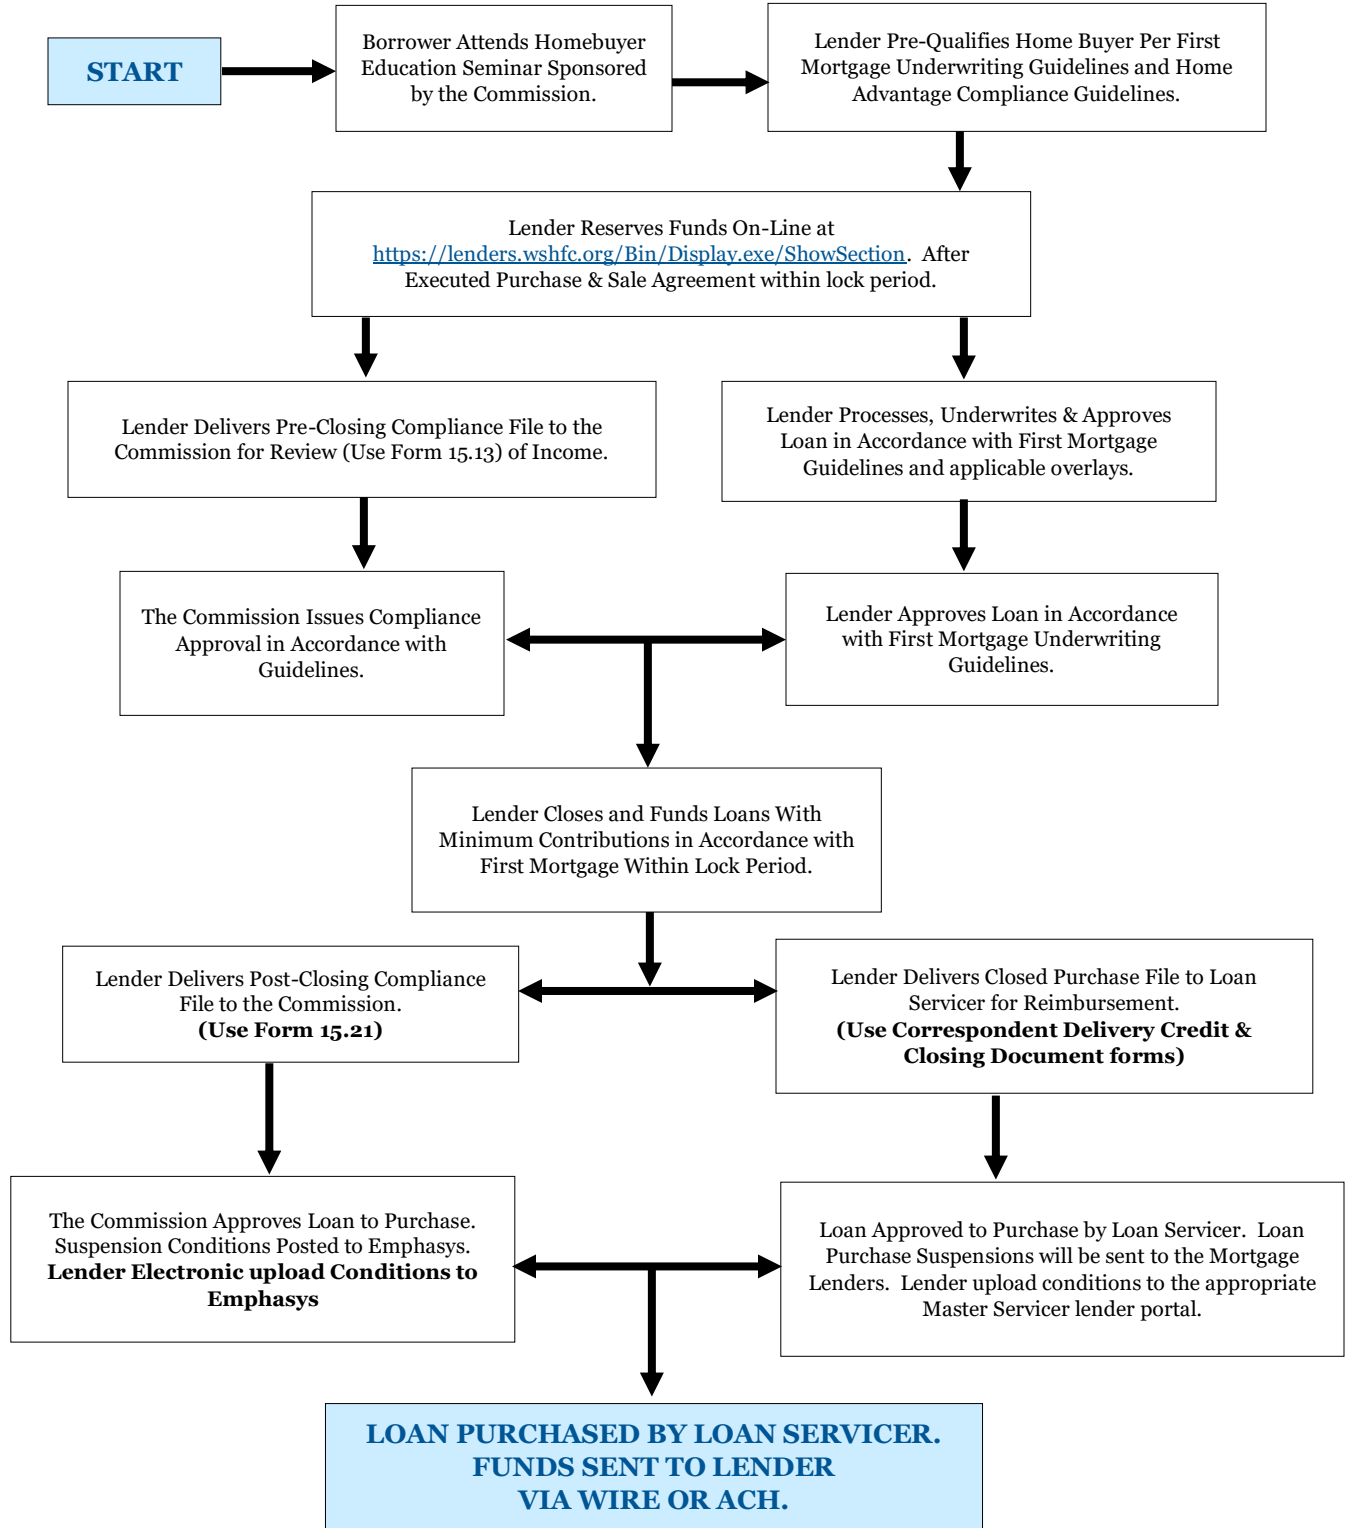 START
Borrower Attends Homebuyer
Education Seminar Sponsored
by the Commission.
Lender Pre-Qualifies Home Buyer Per First
Mortgage Underwriting Guidelines and Home
Advantage Compliance Guidelines.
Lender Reserves Funds On-Line at
https://lenders.wshfc.org/Bin/Display.exe/ShowSection.  After
Executed Purchase & Sale Agreement within lock period.
Lender Delivers Pre-Closing Compliance File to the
Commission for Review (Use Form 15.13) of Income.
Lender Processes, Underwrites & Approves
Loan in Accordance with First Mortgage
Guidelines and applicable overlays.
The Commission Issues Compliance
Approval in Accordance with
Guidelines.
Lender Approves Loan in Accordance
with First Mortgage Underwriting
Guidelines.
Lender Closes and Funds Loans With
Minimum Contributions in Accordance with
First Mortgage Within Lock Period.
Lender Delivers Post-Closing Compliance
File to the Commission.
(Use Form 15.21)
Lender Delivers Closed Purchase File to Loan
Servicer for Reimbursement.
(Use Correspondent Delivery Credit &
Closing Document forms)
The Commission Approves Loan to Purchase.
Suspension Conditions Posted to Emphasys.
Lender Electronic upload Conditions to
Emphasys
Loan Approved to Purchase by Loan Servicer.  Loan
Purchase Suspensions will be sent to the Mortgage
Lenders.  Lender upload conditions to the appropriate
Master Servicer lender portal.
LOAN PURCHASED BY LOAN SERVICER.
FUNDS SENT TO LENDER
VIA WIRE OR ACH.